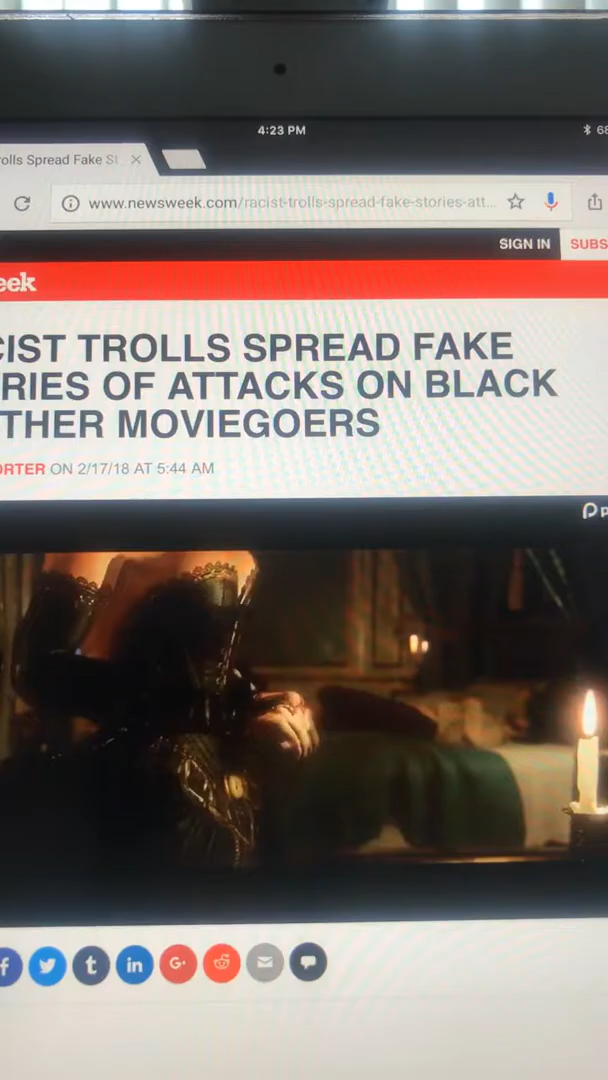 4:23 PM
68
rolls Spread Fake St
www.newsweek.com/racist-trolls-spread-fake-stories-att...
SIGN IN
SUBS
eek
CIST TROLLS SPREAD FAKE
RIES OF ATTACKS ON BLACK
THER MOVIEGOERS
ORTER ON 2/17/18 AT 5:44 AM
P
f
t
in
G+